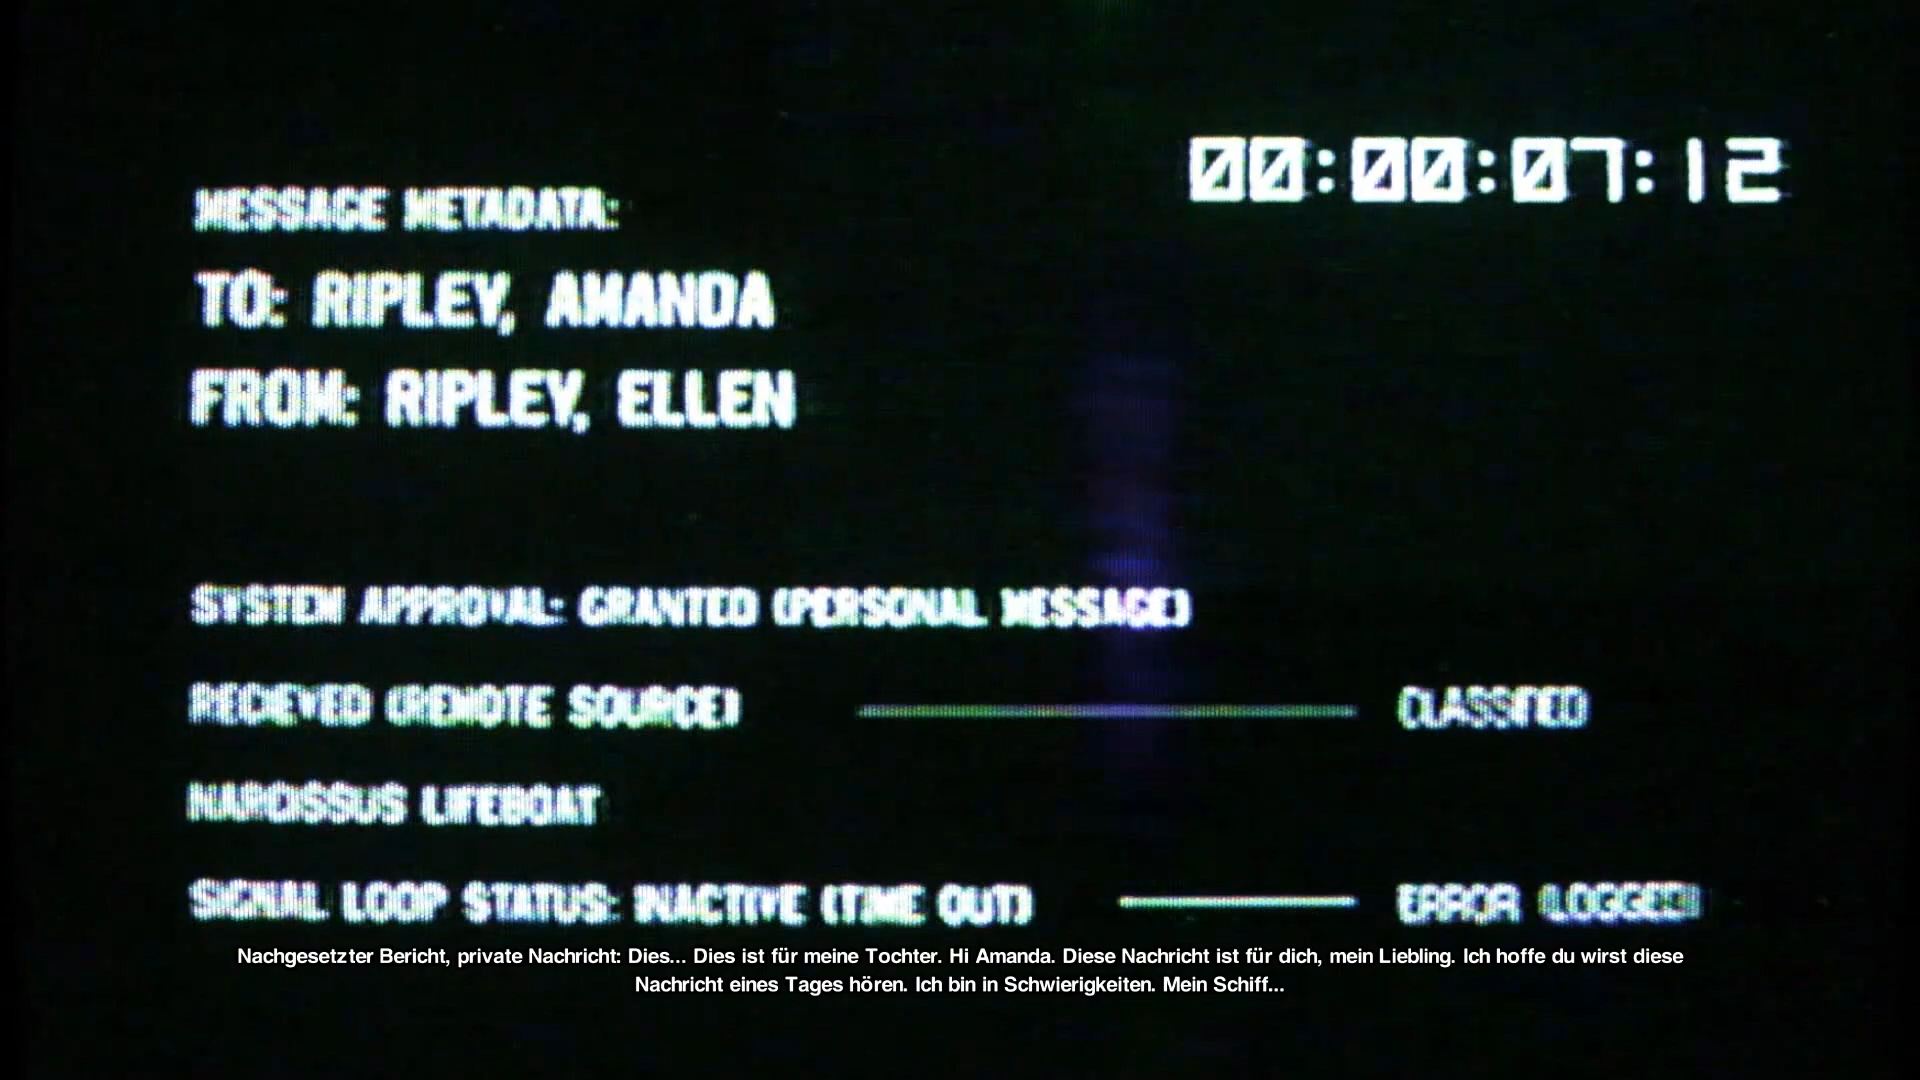 00:00:07:12
MESSAGE METADATA:
TO: RIPLEY, AMANDA
FROM: RIPLEY, ELLEN
SYSTEM APPROVAL: GRANTED (PERSONAL MESSAGE)
RECIEVED (REMOTE SOURCE) CLASSIFIED
NARCISSUS LIFEBOAT
SIGNAL LOOP STATUS: INACTIVE (TIME OUT) ERROR (LOGGED)
Nachgesetzter Bericht, private Nachricht: Dies... Dies ist für meine Tochter. Hi Amanda. Diese Nachricht ist für dich, mein Liebling. Ich hoffe du wirst diese
Nachricht eines Tages hören. Ich bin in Schwierigkeiten. Mein Schiff...